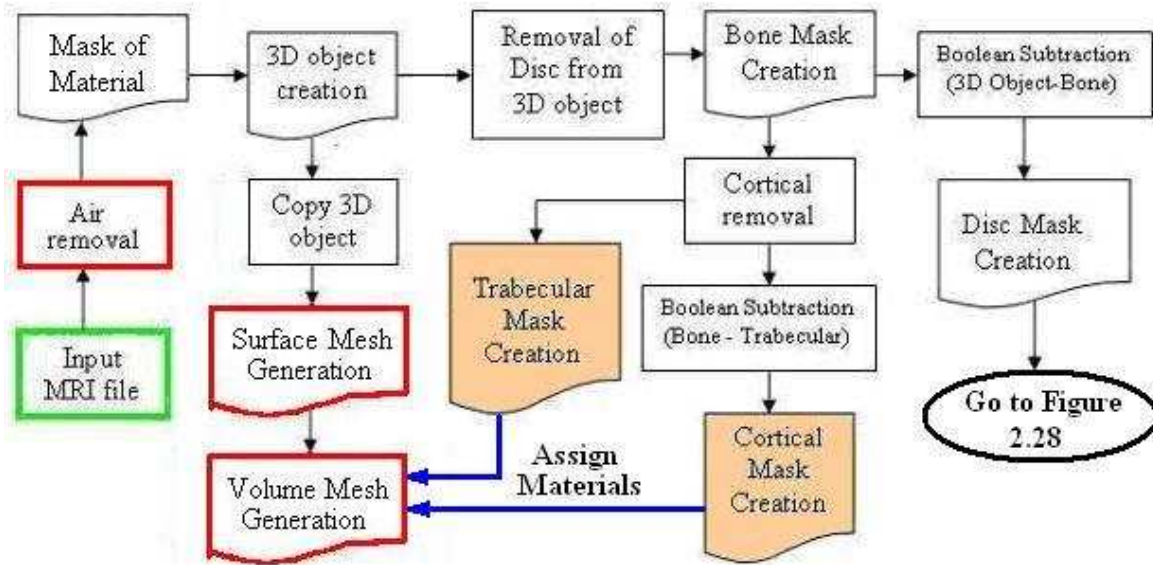 Mask of
Material
3D object
creation
Removal of
Disc from
3D object
Bone Mask
Creation
Boolean Subtraction
(3D Object-Bone)
Air
removal
Copy 3D
object
Cortical
removal
Disc Mask
Creation
Input
MRI file
Surface Mesh
Generation
Trabecular
Mask
Creation
Boolean Subtraction
(Bone - Trabecular)
Go to Figure
2.28
Volume Mesh
Generation
Assign
Materials
Cortical
Mask
Creation